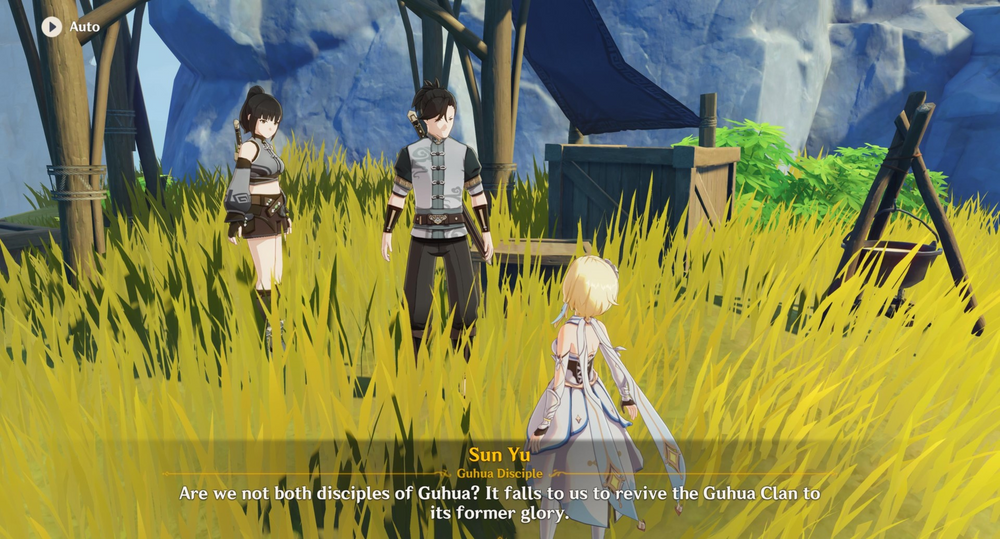 Auto
Sun Yu
Guhua Disciple
Are we not both disciples of Guhua? It falls to us to revive the Guhua Clan to
its former glory.